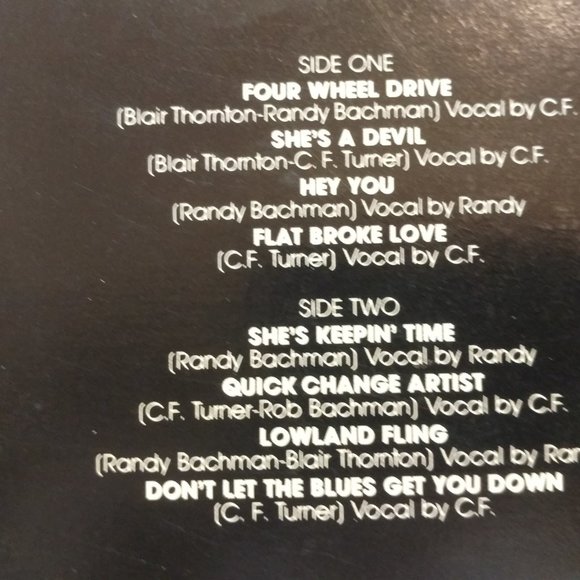 SIDE ONE
FOUR WHEEL DRIVE
(Blair Thornton-Randy Bachman) Vocal by C.F.
SHE'S A DEVIL
(Blair Thornton-C. F. Turner) Vocal by C.F.
HEY YOU
(Randy Bachman) Vocal by Randy
FLAT BROKE LOVE
(C.F. Turner) Vocal by C.F.
SIDE TWO
SHE'S KEEPIN' TIME
(Randy Bachman) Vocal by Randy
QUICK CHANGE ARTIST
(C.F. Turner-Rob Bachman) Vocal by C.F.
LOWLAND FLING
(Randy Bachman-Blair Thornton) Vocal by Ran
DON'T LET THE BLUES GET YOU DOWN
(C. F. Turner) Vocal by C.F.